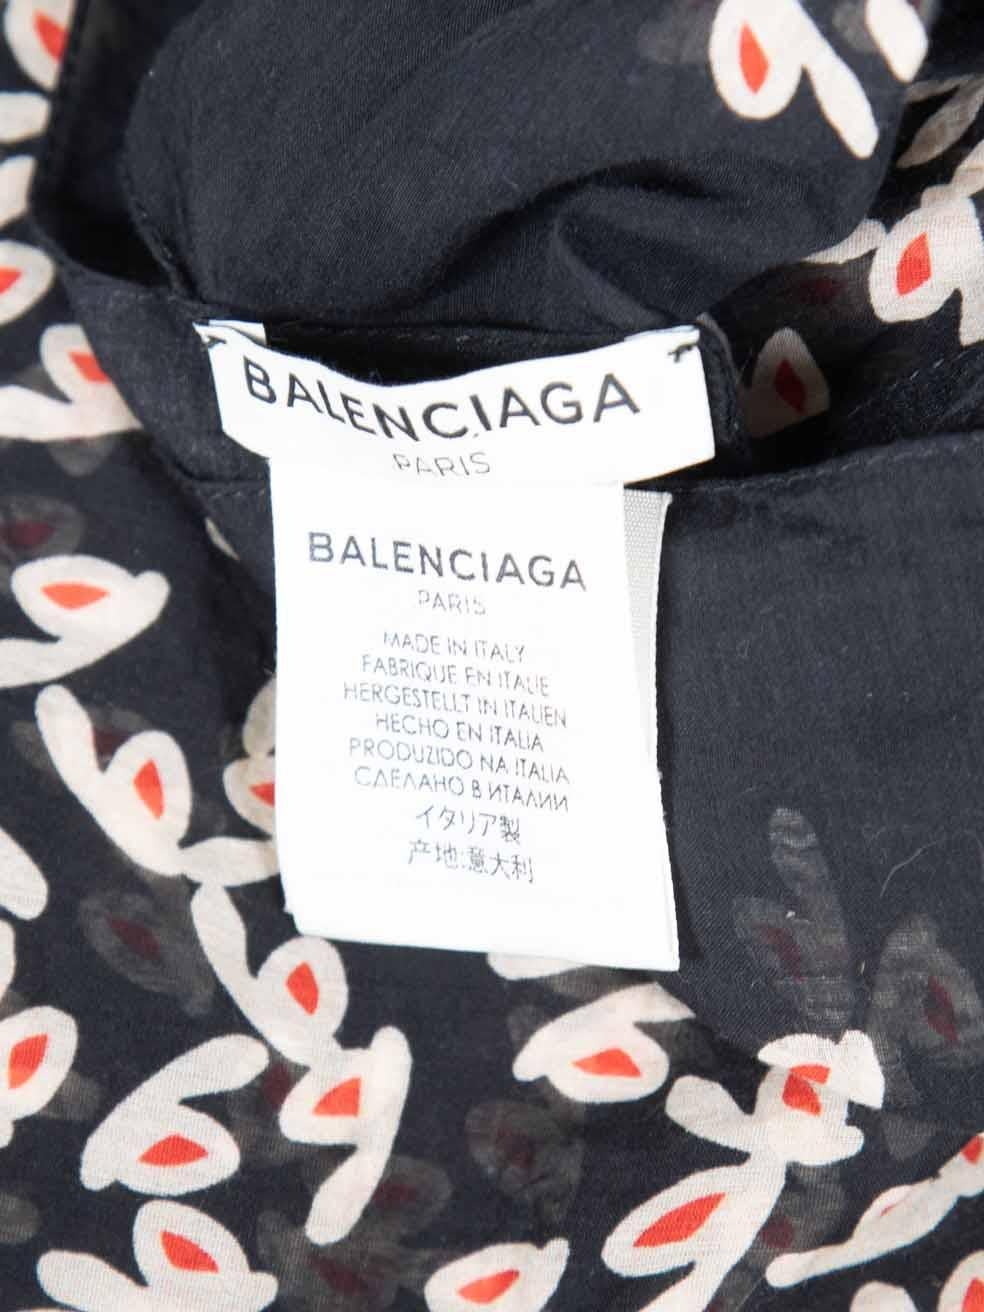 BALENCIAGA
PARIS
BALENCIAGA
PARIS
MADE IN ITALY
FABRIQUE EN ITALIE
HERGESTELLT IN ITALIEN
HECHO EN ITALIA
PRODUZIDO NA ITALIA
СДЕЛАНО В ИТАЛИИ
イタリア製
产地:意大利